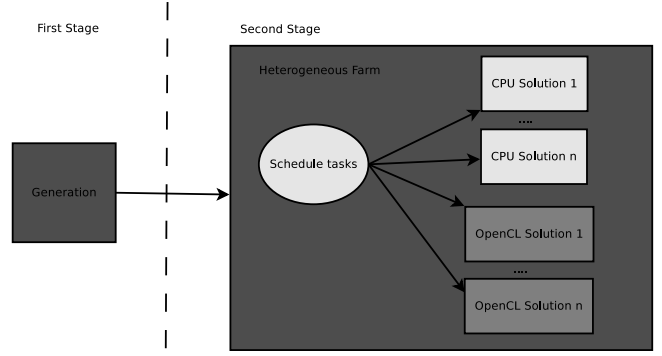 First Stage
Second Stage
Heterogeneous Farm
CPU Solution 1
....
CPU Solution n
Schedule tasks
Generation
OpenCL Solution 1
....
OpenCL Solution n